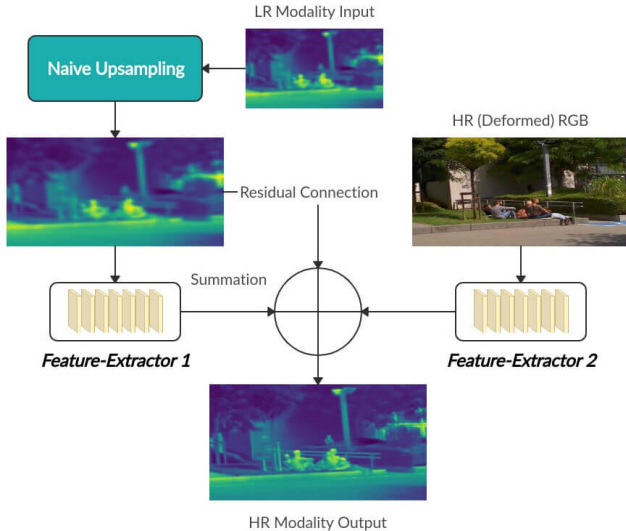 LR Modality Input
Naive Upsampling
HR (Deformed) RGB
Residual Connection
Summation
Feature-Extractor 1
Feature-Extractor 2
HR Modality Output